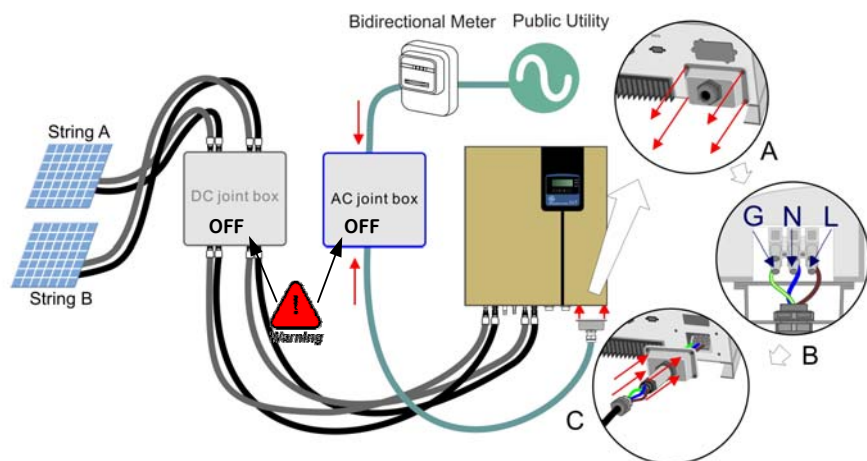 Bidirectional Meter
Public Utility
String A
String B
DC joint box
OFF
AC joint box
OFF
!
Warning
A
G N L
B
C